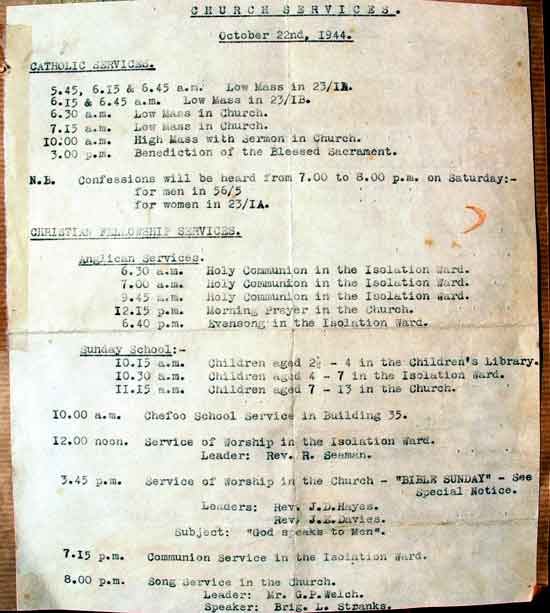 CHURCH SERVICES.
October 22nd, 1944.
CATHOLIC SERVICES.
5.45, 6.15 & 6.45 a.m. Low Mass in 23/IA.
6.15 & 6.45 a.m. Low Mass in 23/IB.
6.30 a.m. Low Mass in Church.
7.15 a.m. Low Mass in Church.
10.00 a.m. High Mass with Sermon in Church.
3.00 p.m. Benediction of the Blessed Sacrament.
N.B. Confessions will be heard from 7.00 to 8.00 p.m. on Saturday:-
for men in 56/5
for women in 23/IA.
CHRISTIAN FELLOWSHIP SERVICES.
Anglican Services.
6.30 a.m. Holy Communion in the Isolation Ward.
7.00 a.m. Holy Communion in the Isolation Ward.
9.45 a.m. Holy Communion in the Isolation Ward.
12.15 p.m. Morning Prayer in the Church.
6.40 p.m. Evensong in the Isolation Ward.
Sunday School:-
10.15 a.m. Children aged 2½ - 4 in the Children's Library.
10.30 a.m. Children aged 4 - 7 in the Isolation Ward.
11.15 a.m. Children aged 7 - 13 in the Church.
10.00 a.m. Chefoo School Service in Building 35.
12.00 noon. Service of Worship in the Isolation Ward.
Leader: Rev. R. Seaman.
3.45 p.m. Service of Worship in the Church - "BIBLE SUNDAY" - See
Special Notice.
Leaders: Rev. J.D.Hayes.
Rev. J.E.Davies.
Subject: "God speaks to Men".
7.15 p.m. Communion Service in the Isolation Ward.
8.00 p.m. Song Service in the Church.
Leader: Mr. G.P.Welch.
Speaker: Brig. L. Stranks.